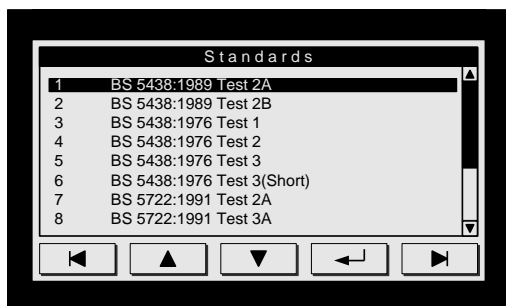 Standards
1 BS 5438:1989 Test 2A
2 BS 5438:1989 Test 2B
3 BS 5438:1976 Test 1
4 BS 5438:1976 Test 2
5 BS 5438:1976 Test 3
6 BS 5438:1976 Test 3(Short)
7 BS 5722:1991 Test 2A
8 BS 5722:1991 Test 3A